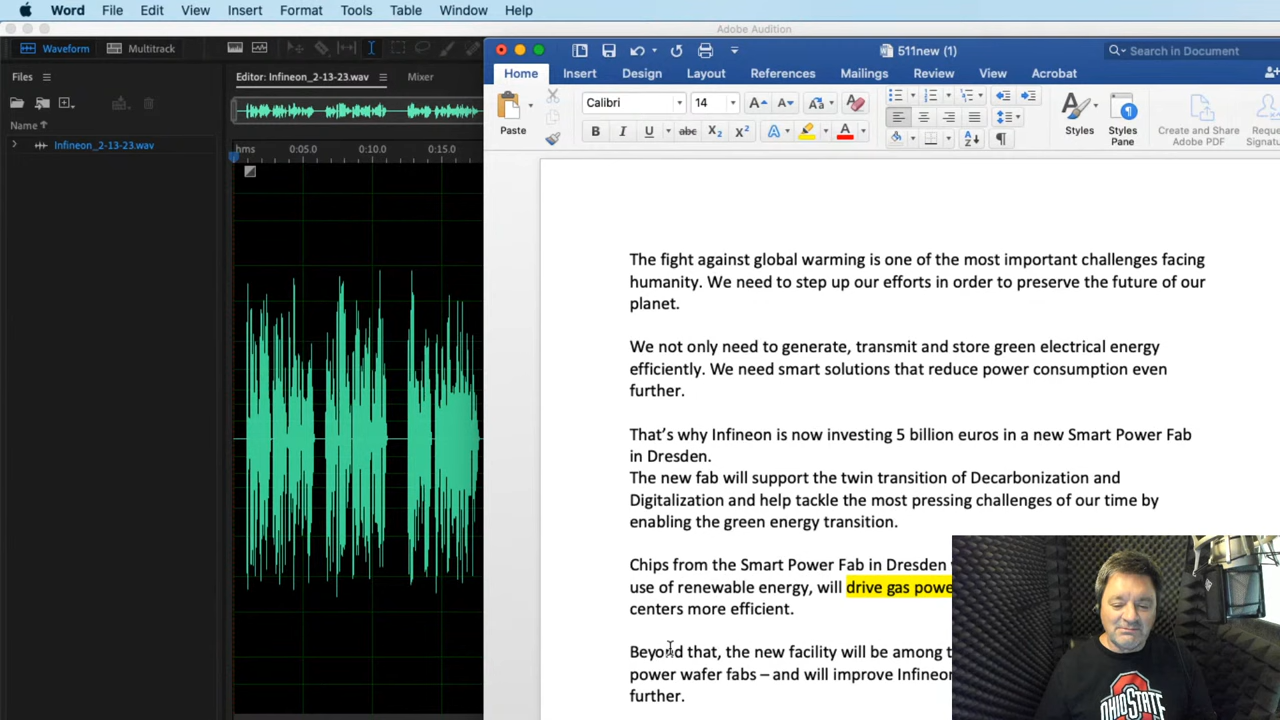 Word File Edit View Insert Format Tools Table Window Help
Adobe Audition
Waveform Multitrack
Files
Editor: Infineon_2-13-23.wav Mixer
Name
Infineon_2-13-23.wav
hms 0:05.0 0:10.0 0:15.0
511new (1)
Search in Document
Home Insert Design Layout References Mailings Review View Acrobat
Paste
Calibri 14
Styles
Styles
Pane
Create and Share
Adobe PDF
The fight against global warming is one of the most important challenges facing
humanity. We need to step up our efforts in order to preserve the future of our
planet.
We not only need to generate, transmit and store green electrical energy
efficiently. We need smart solutions that reduce power consumption even
further.
That’s why Infineon is now investing 5 billion euros in a new Smart Power Fab
in Dresden.
The new fab will support the twin transition of Decarbonization and
Digitalization and help tackle the most pressing challenges of our time by
enabling the green energy transition.
Chips from the Smart Power Fab in Dresden
use of renewable energy, will drive gas powe
centers more efficient.
Beyond that, the new facility will be among
power wafer fabs – and will improve Infineon
further.
OHIO STATE